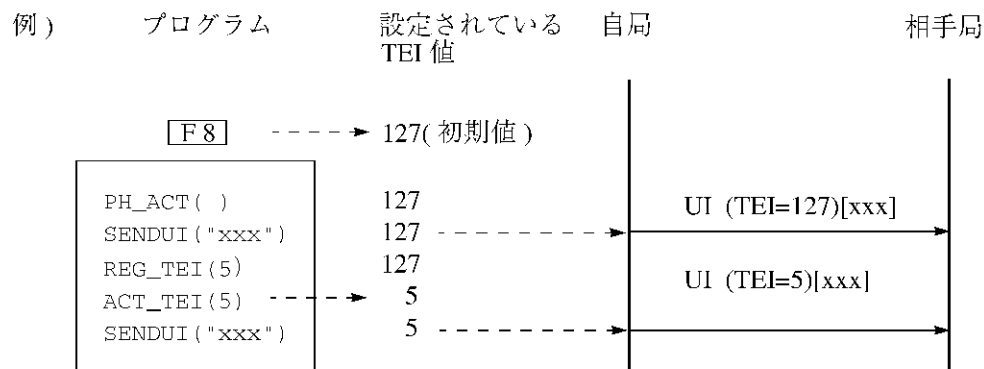 例) プログラム 設定されている TEI 値 自局 相手局
F 8 127( 初期値 )
PH_ACT( ) 127
UI (TEI=127)[xxx]
SENDUI("xxx") 127
REG_TEI(5) 127
UI (TEI=5)[xxx]
ACT_TEI(5) 5
SENDUI("xxx") 5